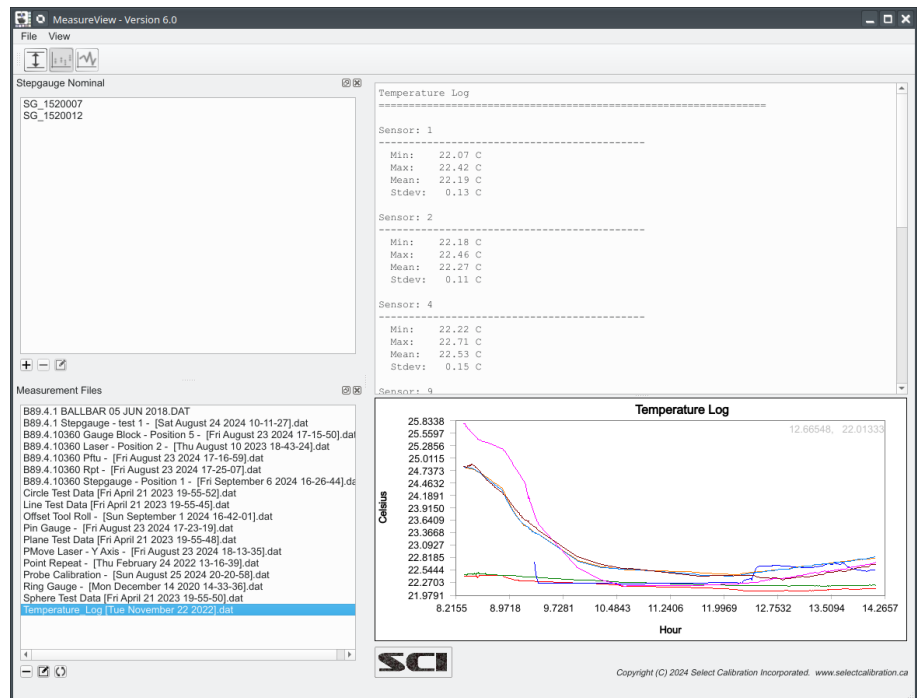 MeasureView - Version 6.0
File View
Stepgauge Nominal
SG_1520007
SG_1520012
Measurement Files
B89.4.1 BALLBAR 05 JUN 2018.DAT
B89.4.1 Stepgauge - test 1 - [Sat August 24 2024 10-11-27].dat
B89.4.10360 Gauge Block - Position 5 - [Fri August 23 2024 17-15-50].dat
B89.4.10360 Laser - Position 2 - [Thu August 10 2023 18-43-24].dat
B89.4.10360 Pftu - [Fri August 23 2024 17-16-59].dat
B89.4.10360 Rpt - [Fri August 23 2024 17-25-07].dat
B89.4.10360 Stepgauge - Position 1 - [Fri September 6 2024 16-26-44].da
Circle Test Data [Fri April 21 2023 19-55-52].dat
Line Test Data [Fri April 21 2023 19-55-45].dat
Offset Tool Roll - [Sun September 1 2024 16-42-01].dat
Pin Gauge - [Fri August 23 2024 17-23-19].dat
Plane Test Data [Fri April 21 2023 19-55-48].dat
PMove Laser - Y Axis - [Fri August 23 2024 18-13-35].dat
Point Repeat - [Thu February 24 2022 13-16-39].dat
Probe Calibration - [Sun August 25 2024 20-20-58].dat
Ring Gauge - [Mon December 14 2020 14-33-36].dat
Sphere Test Data [Fri April 21 2023 19-55-50].dat
Temperature_Log [Tue November 22 2022].dat
Temperature Log
================================================================
Sensor: 1
--------------------------------------------
Min: 22.07 C
Max: 22.42 C
Mean: 22.19 C
Stdev: 0.13 C
Sensor: 2
--------------------------------------------
Min: 22.18 C
Max: 22.46 C
Mean: 22.27 C
Stdev: 0.11 C
Sensor: 4
--------------------------------------------
Min: 22.22 C
Max: 22.71 C
Mean: 22.53 C
Stdev: 0.15 C
Sensor: 9
Temperature Log
12.66548, 22.01333
25.8338
25.5597
25.2856
25.0115
24.7373
24.4632
24.1891
23.9150
23.6409
23.3668
23.0927
22.8185
22.5444
22.2703
21.9791
Celsius
8.2155 8.9718 9.7281 10.4843 11.2406 11.9969 12.7532 13.5094 14.2657
Hour
SCI
Copyright (C) 2024 Select Calibration Incorporated. www.selectcalibration.ca